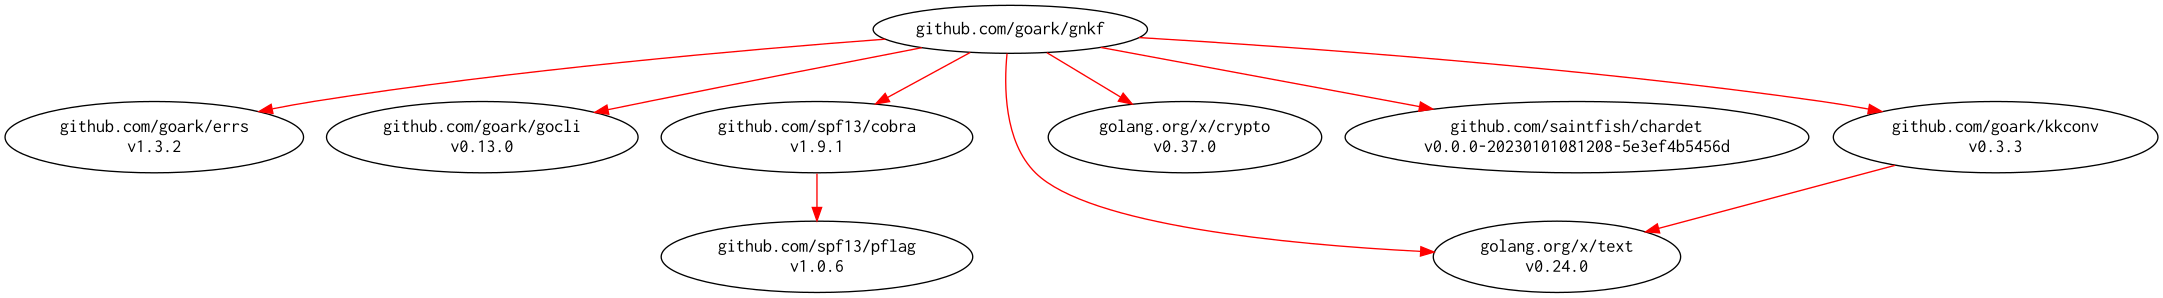 github.com/goark/gnkf
github.com/goark/errs
v1.3.2
github.com/goark/gocli
v0.13.0
github.com/spf13/cobra
v1.9.1
golang.org/x/crypto
v0.37.0
github.com/saintfish/chardet
v0.0.0-20230101081208-5e3ef4b5456d
github.com/goark/kkconv
v0.3.3
github.com/spf13/pflag
v1.0.6
golang.org/x/text
v0.24.0